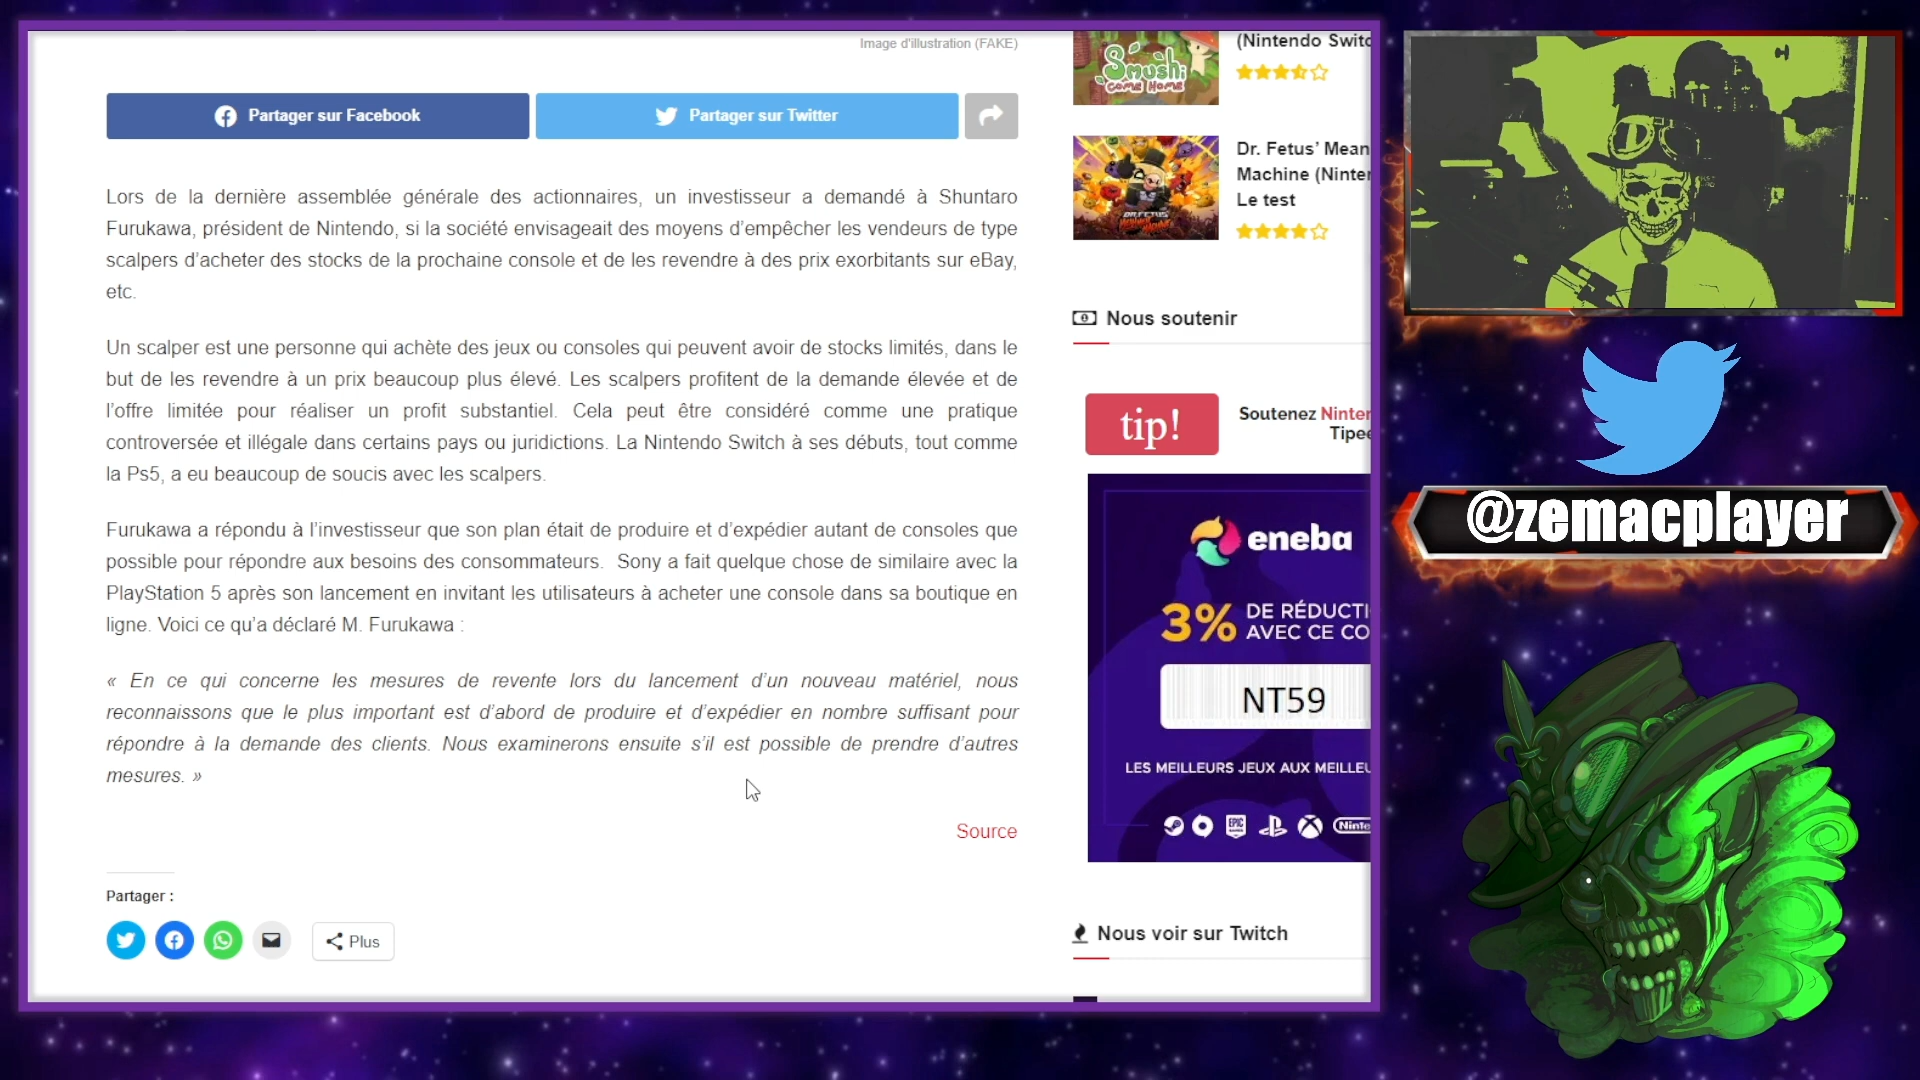 Image d'illustration (FAKE)
Partager sur Facebook
Partager sur Twitter
Lors de la dernière assemblée générale des actionnaires, un investisseur a demandé à Shuntaro
Furukawa, président de Nintendo, si la société envisageait des moyens d’empêcher les vendeurs de type
scalpers d’acheter des stocks de la prochaine console et de les revendre à des prix exorbitants sur eBay,
etc.
Un scalper est une personne qui achète des jeux ou consoles qui peuvent avoir de stocks limités, dans le
but de les revendre à un prix beaucoup plus élevé. Les scalpers profitent de la demande élevée et de
l’offre limitée pour réaliser un profit substantiel. Cela peut être considéré comme une pratique
controversée et illégale dans certains pays ou juridictions. La Nintendo Switch à ses débuts, tout comme
la Ps5, a eu beaucoup de soucis avec les scalpers.
Furukawa a répondu à l’investisseur que son plan était de produire et d’expédier autant de consoles que
possible pour répondre aux besoins des consommateurs.  Sony a fait quelque chose de similaire avec la
PlayStation 5 après son lancement en invitant les utilisateurs à acheter une console dans sa boutique en
ligne. Voici ce qu’a déclaré M. Furukawa :
« En ce qui concerne les mesures de revente lors du lancement d’un nouveau matériel, nous
reconnaissons que le plus important est d’abord de produire et d’expédier en nombre suffisant pour
répondre à la demande des clients. Nous examinerons ensuite s’il est possible de prendre d’autres
mesures. »
Source
Partager :
Plus
Smushi
Come Home
(Nintendo Switc
Dr. Fetus’ Mean
Machine (Ninter
Le test
Nous soutenir
tip!
Soutenez Ninter
Tipee
eneba
3% DE RÉDUCTI
AVEC CE CO
NT59
LES MEILLEURS JEUX AUX MEILLEU
EPIC
GAMES
Ninte
Nous voir sur Twitch
@zemacplayer